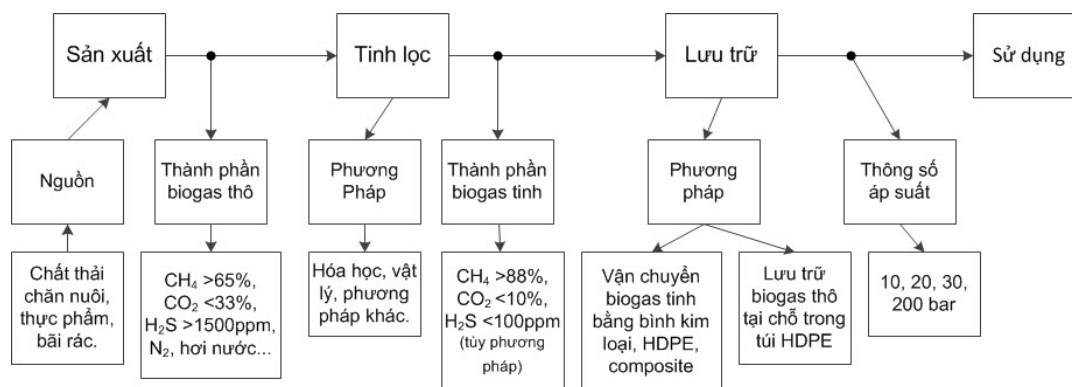 Sản xuất
Tinh lọc
Lưu trữ
Sử dụng
Nguồn
Thành phần
biogas thô
Phương
Pháp
Thành phần
biogas tinh
Phương
pháp
Thông số
áp suất
Chất thải
chăn nuôi,
thực phẩm,
bãi rác.
CH₄ >65%,
CO₂ <33%,
H₂S >1500ppm,
N₂, hơi nước...
Hóa học, vật
lý, phương
pháp khác.
CH₄ >88%,
CO₂ <10%,
H₂S <100ppm
(tùy phương
pháp)
Vận chuyển
biogas tinh
bằng bình kim
loại, HDPE,
composite
Lưu trữ
biogas thô
tại chỗ trong
túi HDPE
10, 20, 30,
200 bar